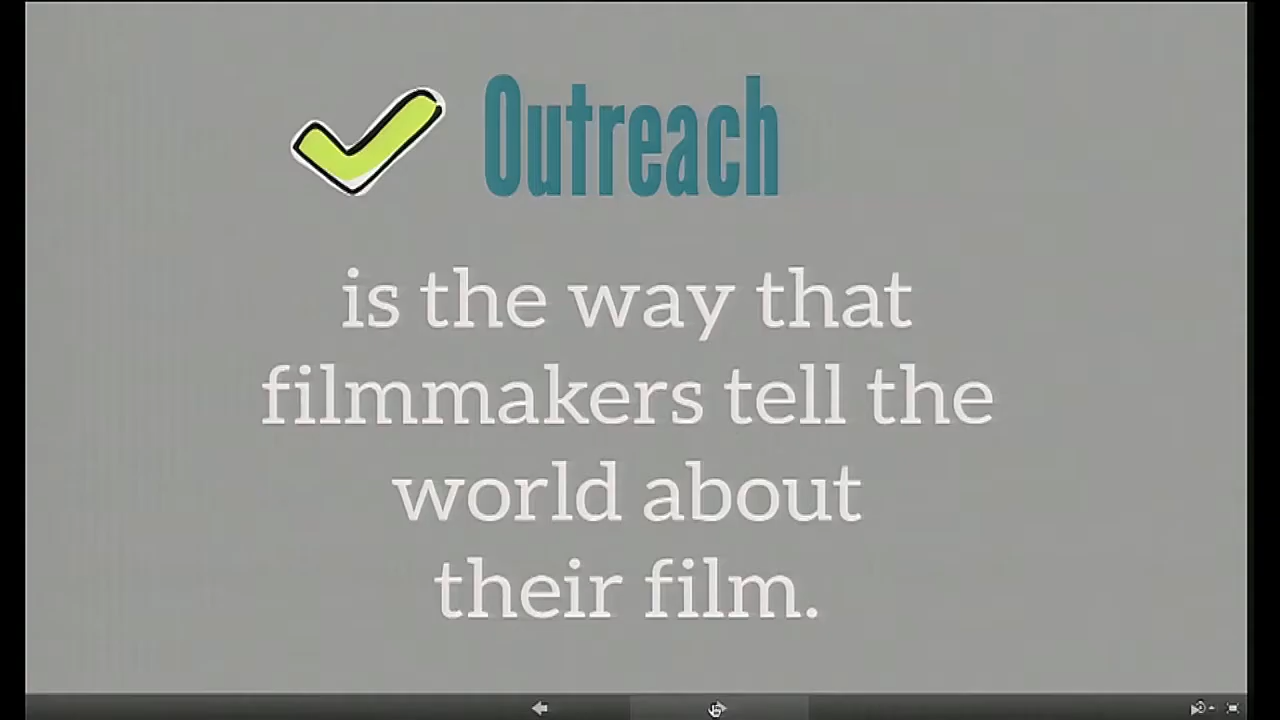 Outreach
is the way that
filmmakers tell the
world about
their film.